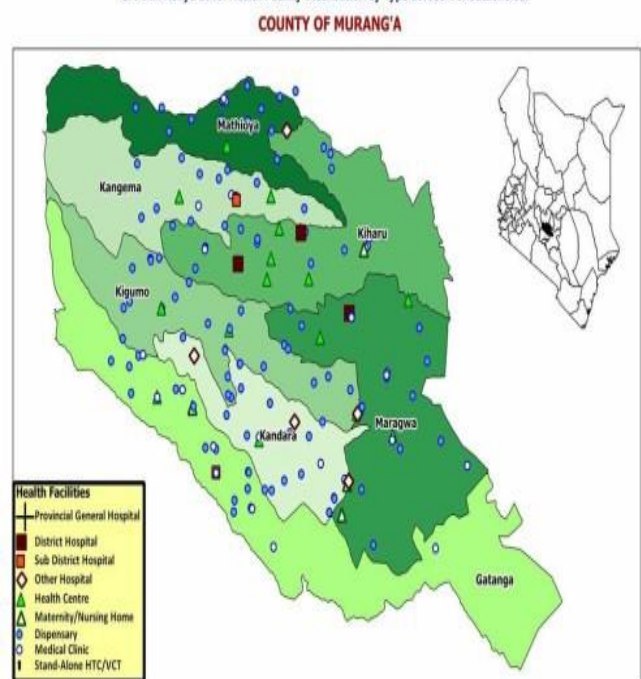 COUNTY OF MURANG'A
Mathioya
Kangema
Kiharu
Kigumo
Kandara
Maragwa
Gatanga
Health Facilities
Provincial General Hospital
District Hospital
Sub District Hospital
Other Hospital
Health Centre
Maternity/Nursing Home
Dispensary
Medical Clinic
Stand-Alone HTC/VCT